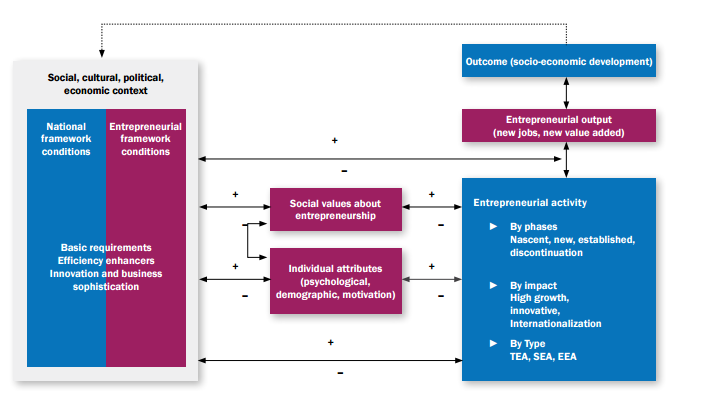 Social, cultural, political,
economic context
National
framework
conditions
Entrepreneurial
framework
conditions
Basic requirements
Efficiency enhancers
Innovation and business
sophistication
+
−
+
−
+
−
+
−
+
−
+
−
Social values about
entrepreneurship
Individual attributes
(psychological,
demographic, motivation)
Outcome (socio-economic development)
Entrepreneurial output
(new jobs, new value added)
Entrepreneurial activity
► By phases
Nascent, new, established,
discontinuation
► By impact
High growth,
innovative,
Internationalization
► By Type
TEA, SEA, EEA